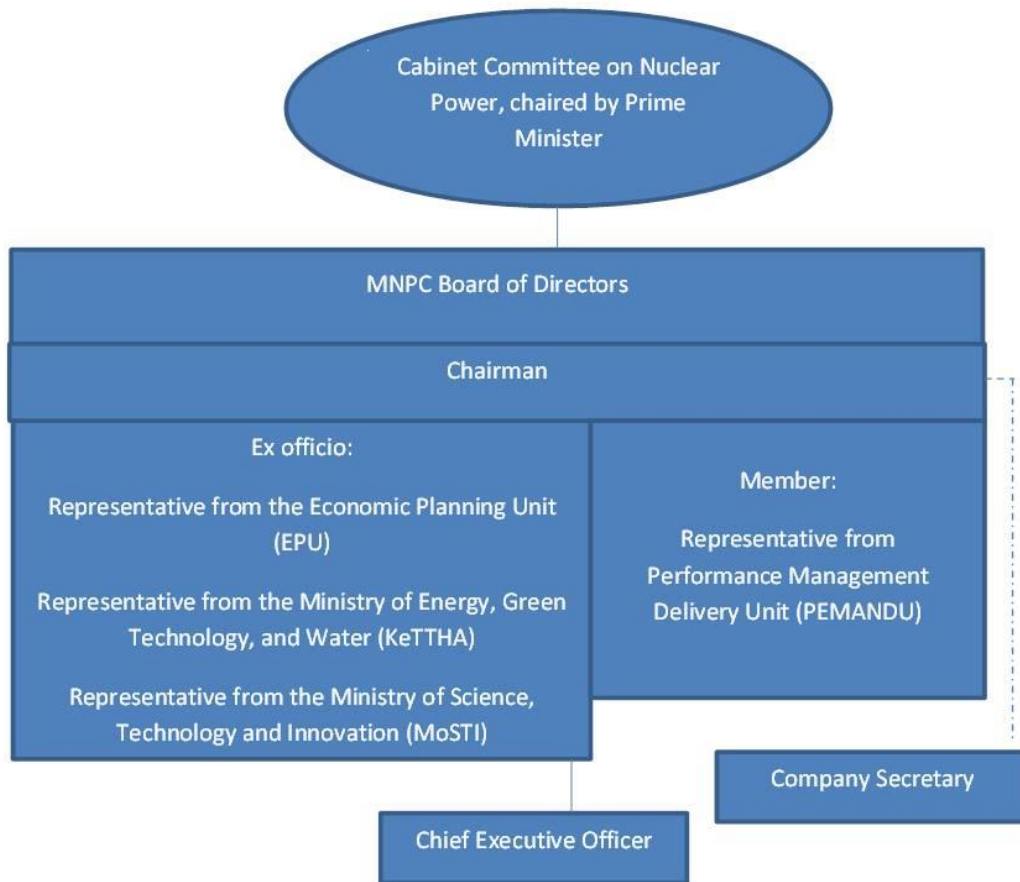 Cabinet Committee on Nuclear
Power, chaired by Prime
Minister
MNPC Board of Directors
Chairman
Ex officio:
Representative from the Economic Planning Unit
(EPU)
Representative from the Ministry of Energy, Green
Technology, and Water (KeTTHA)
Representative from the Ministry of Science,
Technology and Innovation (MoSTI)
Member:
Representative from
Performance Management
Delivery Unit (PEMANDU)
Company Secretary
Chief Executive Officer